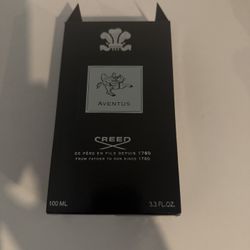 AVENTUS
CREED
DE PÈRE EN FILS DEPUIS 1760
FROM FATHER TO SON SINCE 1760
100 ML
3.3 FL.OZ.